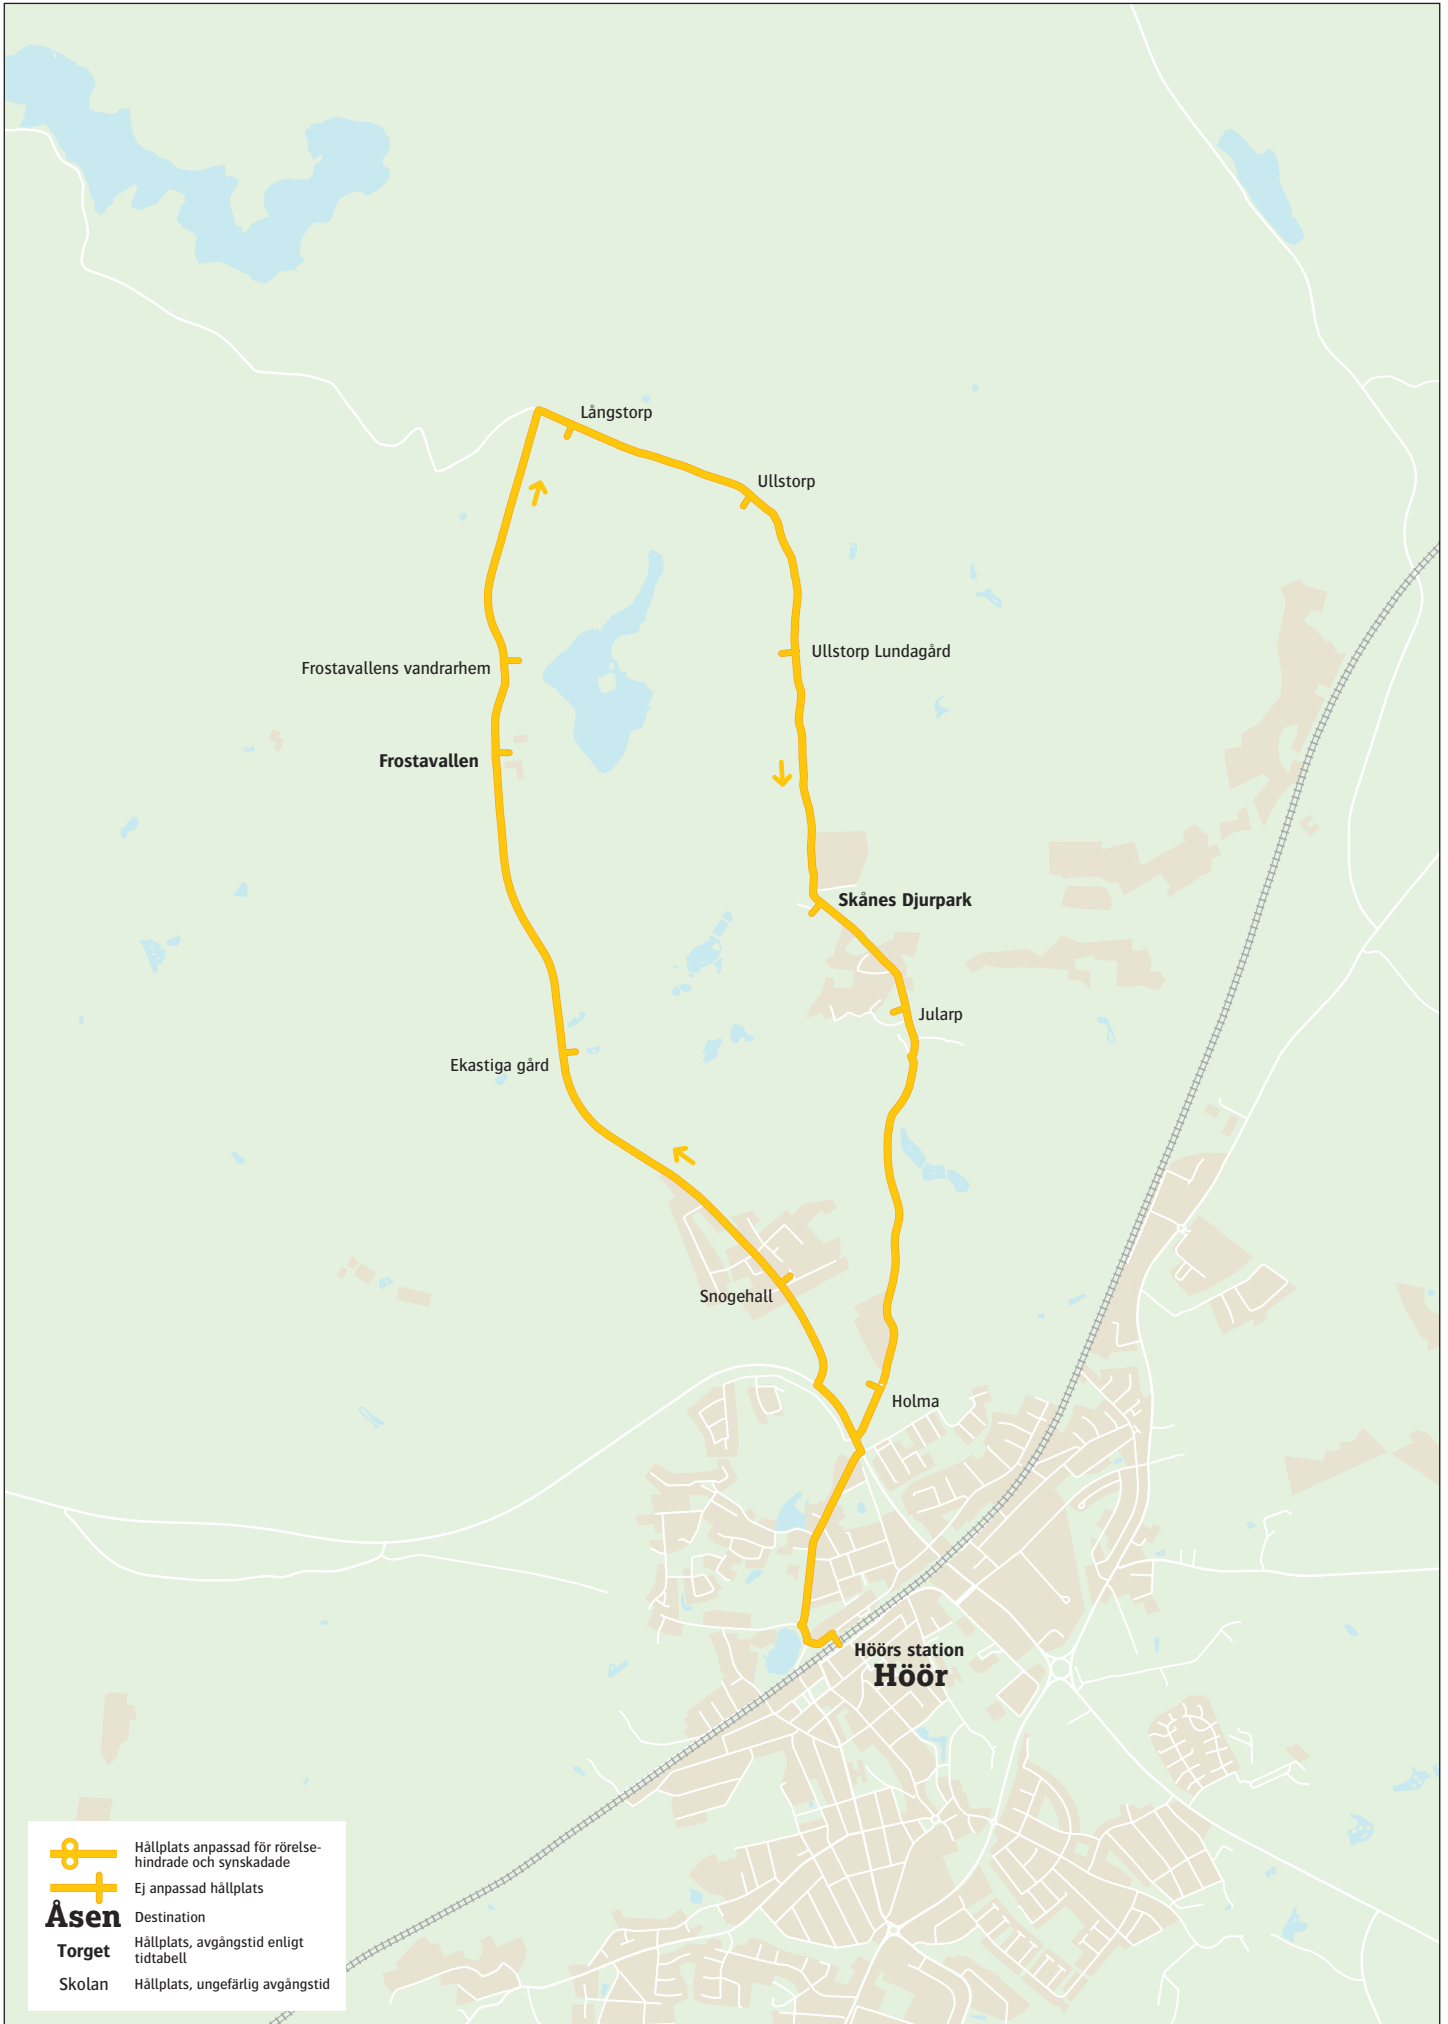 Långstorp
Ullstorp
Ullstorp Lundagård
Frostavallens vandrarhem
Frostavallen
Skånes Djurpark
Jularp
Ekastiga gård
Snogehall
Holma
Höörs station
Höör
Hållplats anpassad för rörelse-
hindrade och synskadade
Ej anpassad hållplats
Åsen Destination
Torget Hållplats, avgångstid enligt
tidtabell
Skolan Hållplats, ungefärlig avgångstid